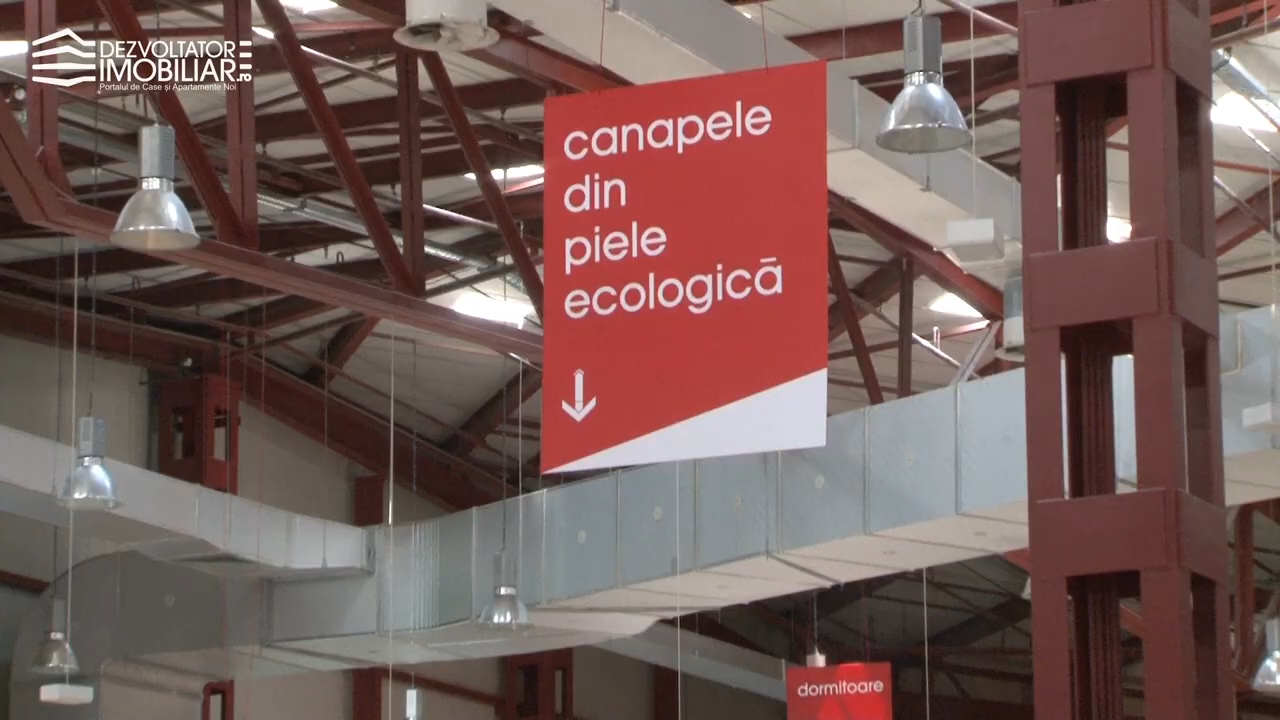 DEZVOLTATOR
IMOBILIAR.ro
Portalul de Case și Apartamente Noi
canapele
din
piele
ecologică
dormitoare